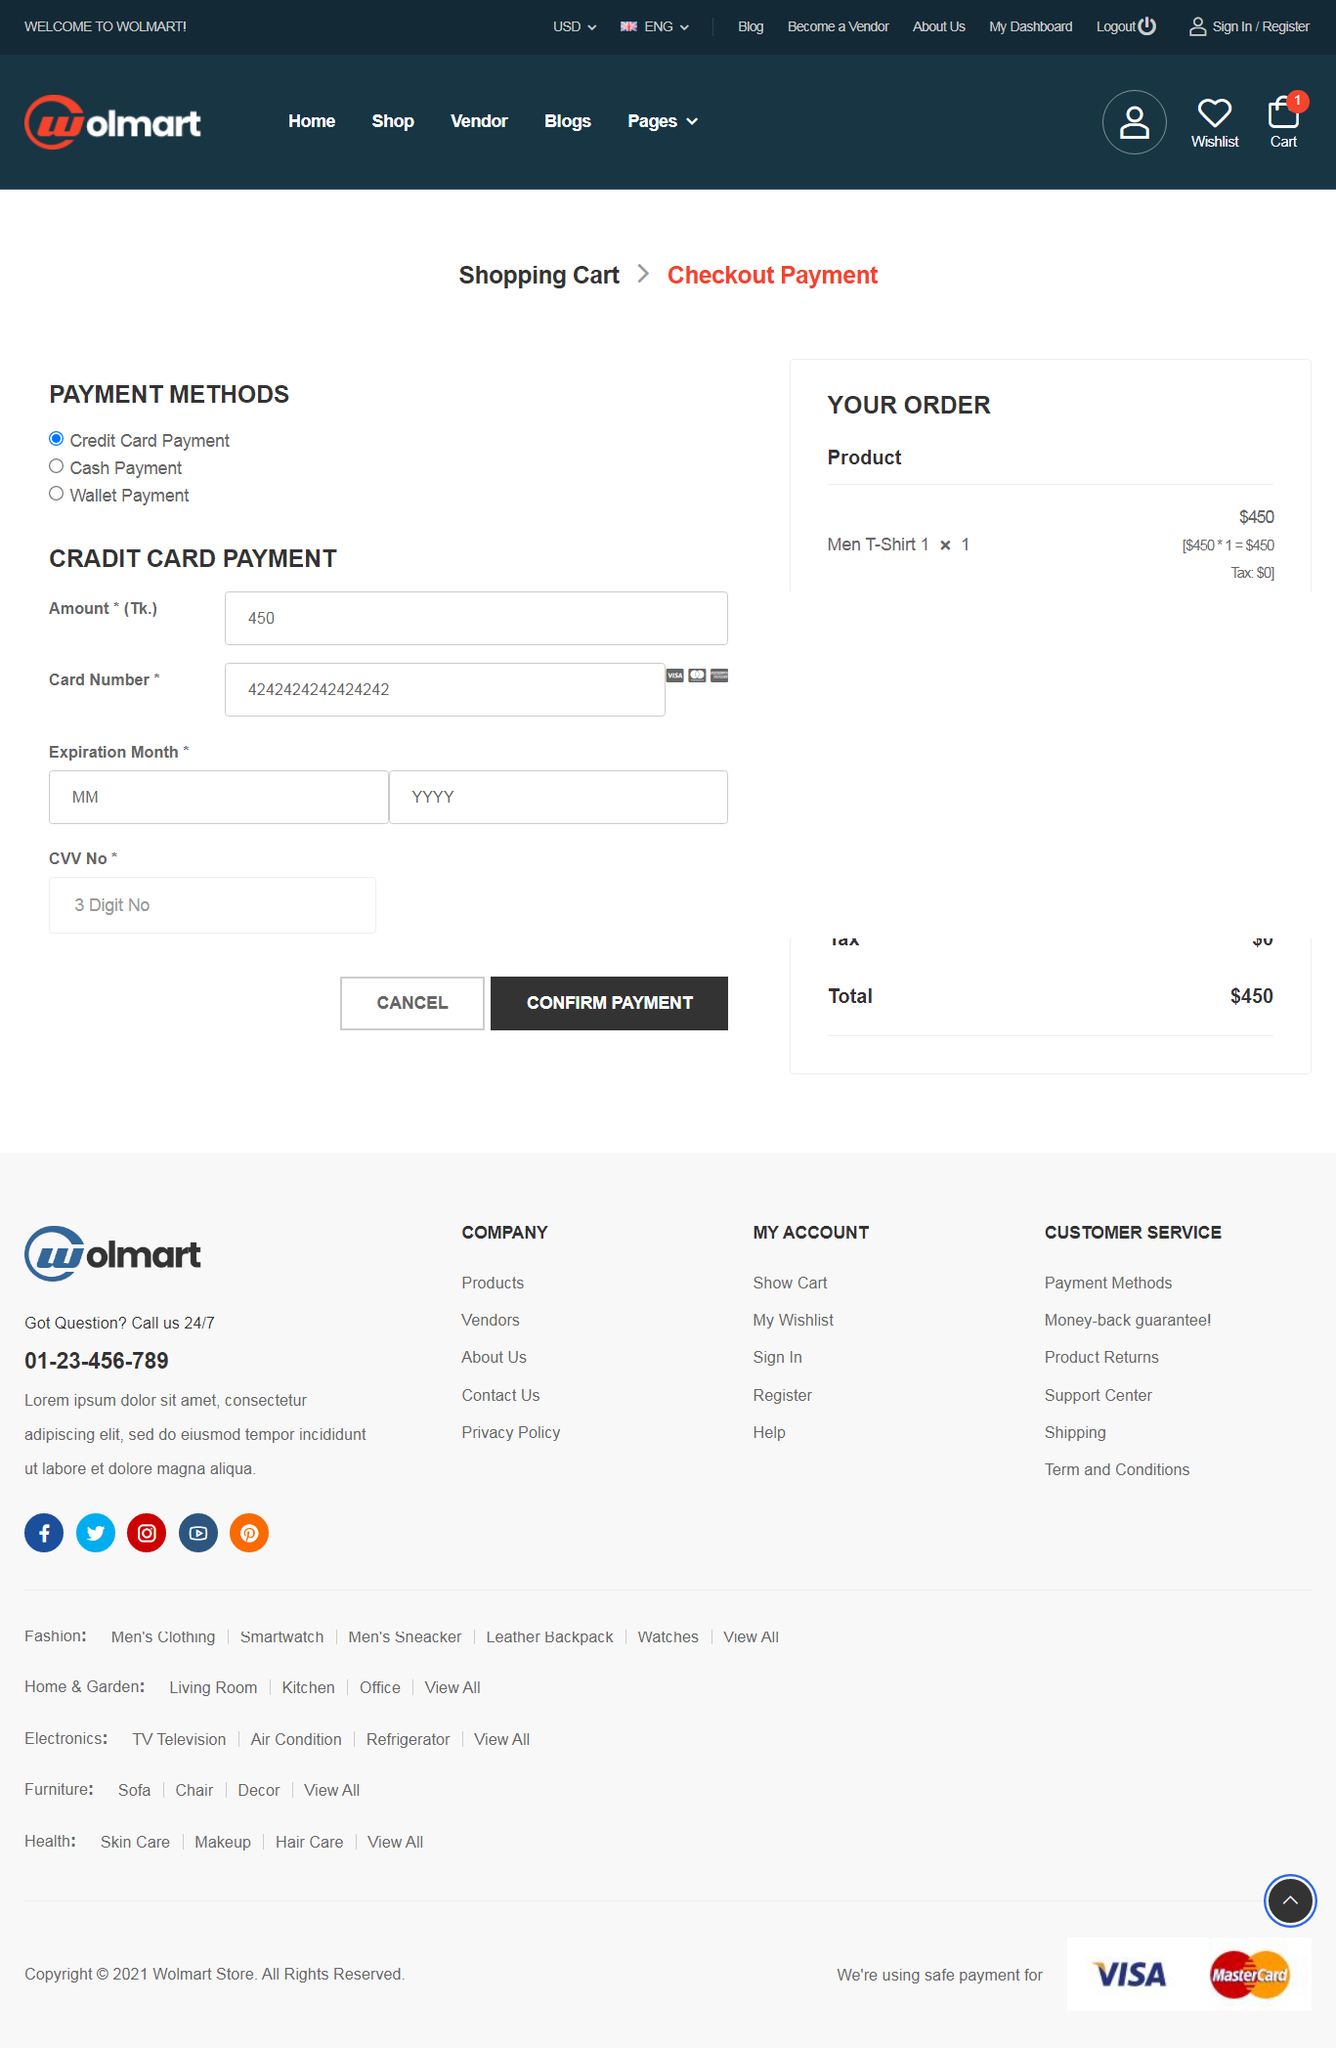 WELCOME TO WOLMART!
USD
ENG
Blog
Become a Vendor
About Us
My Dashboard
Logout
Sign In / Register
Wolmart
Home
Shop
Vendor
Blogs
Pages
Wishlist
1
Cart
Shopping Cart
Checkout Payment
PAYMENT METHODS
Credit Card Payment
Cash Payment
Wallet Payment
CRADIT CARD PAYMENT
Amount * (Tk.)
450
Card Number *
4242424242424242
VISA
Expiration Month *
MM
YYYY
CVV No *
3 Digit No
CANCEL
CONFIRM PAYMENT
YOUR ORDER
Product
$450
Men T-Shirt 1 × 1
[$450 * 1 = $450
Tax: $0]
Tax
$0
Total
$450
Wolmart
Got Question? Call us 24/7
01-23-456-789
Lorem ipsum dolor sit amet, consectetur
adipiscing elit, sed do eiusmod tempor incididunt
ut labore et dolore magna aliqua.
COMPANY
Products
Vendors
About Us
Contact Us
Privacy Policy
MY ACCOUNT
Show Cart
My Wishlist
Sign In
Register
Help
CUSTOMER SERVICE
Payment Methods
Money-back guarantee!
Product Returns
Support Center
Shipping
Term and Conditions
Fashion: Men's Clothing Smartwatch Men's Sneacker Leather Backpack Watches View All
Home & Garden: Living Room Kitchen Office View All
Electronics: TV Television Air Condition Refrigerator View All
Furniture: Sofa Chair Decor View All
Health: Skin Care Makeup Hair Care View All
Copyright © 2021 Wolmart Store. All Rights Reserved.
We're using safe payment for
VISA
MasterCard